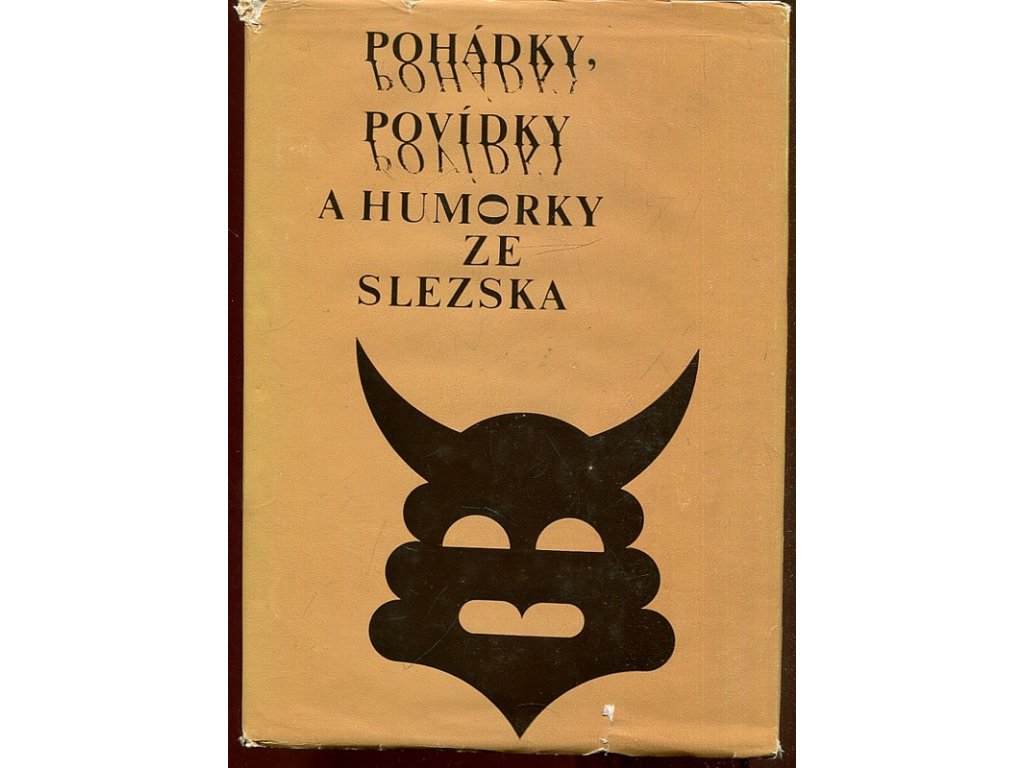 POHÁDKY,
POVÍDKY
A HUMORKY
ZE
SLEZSKA